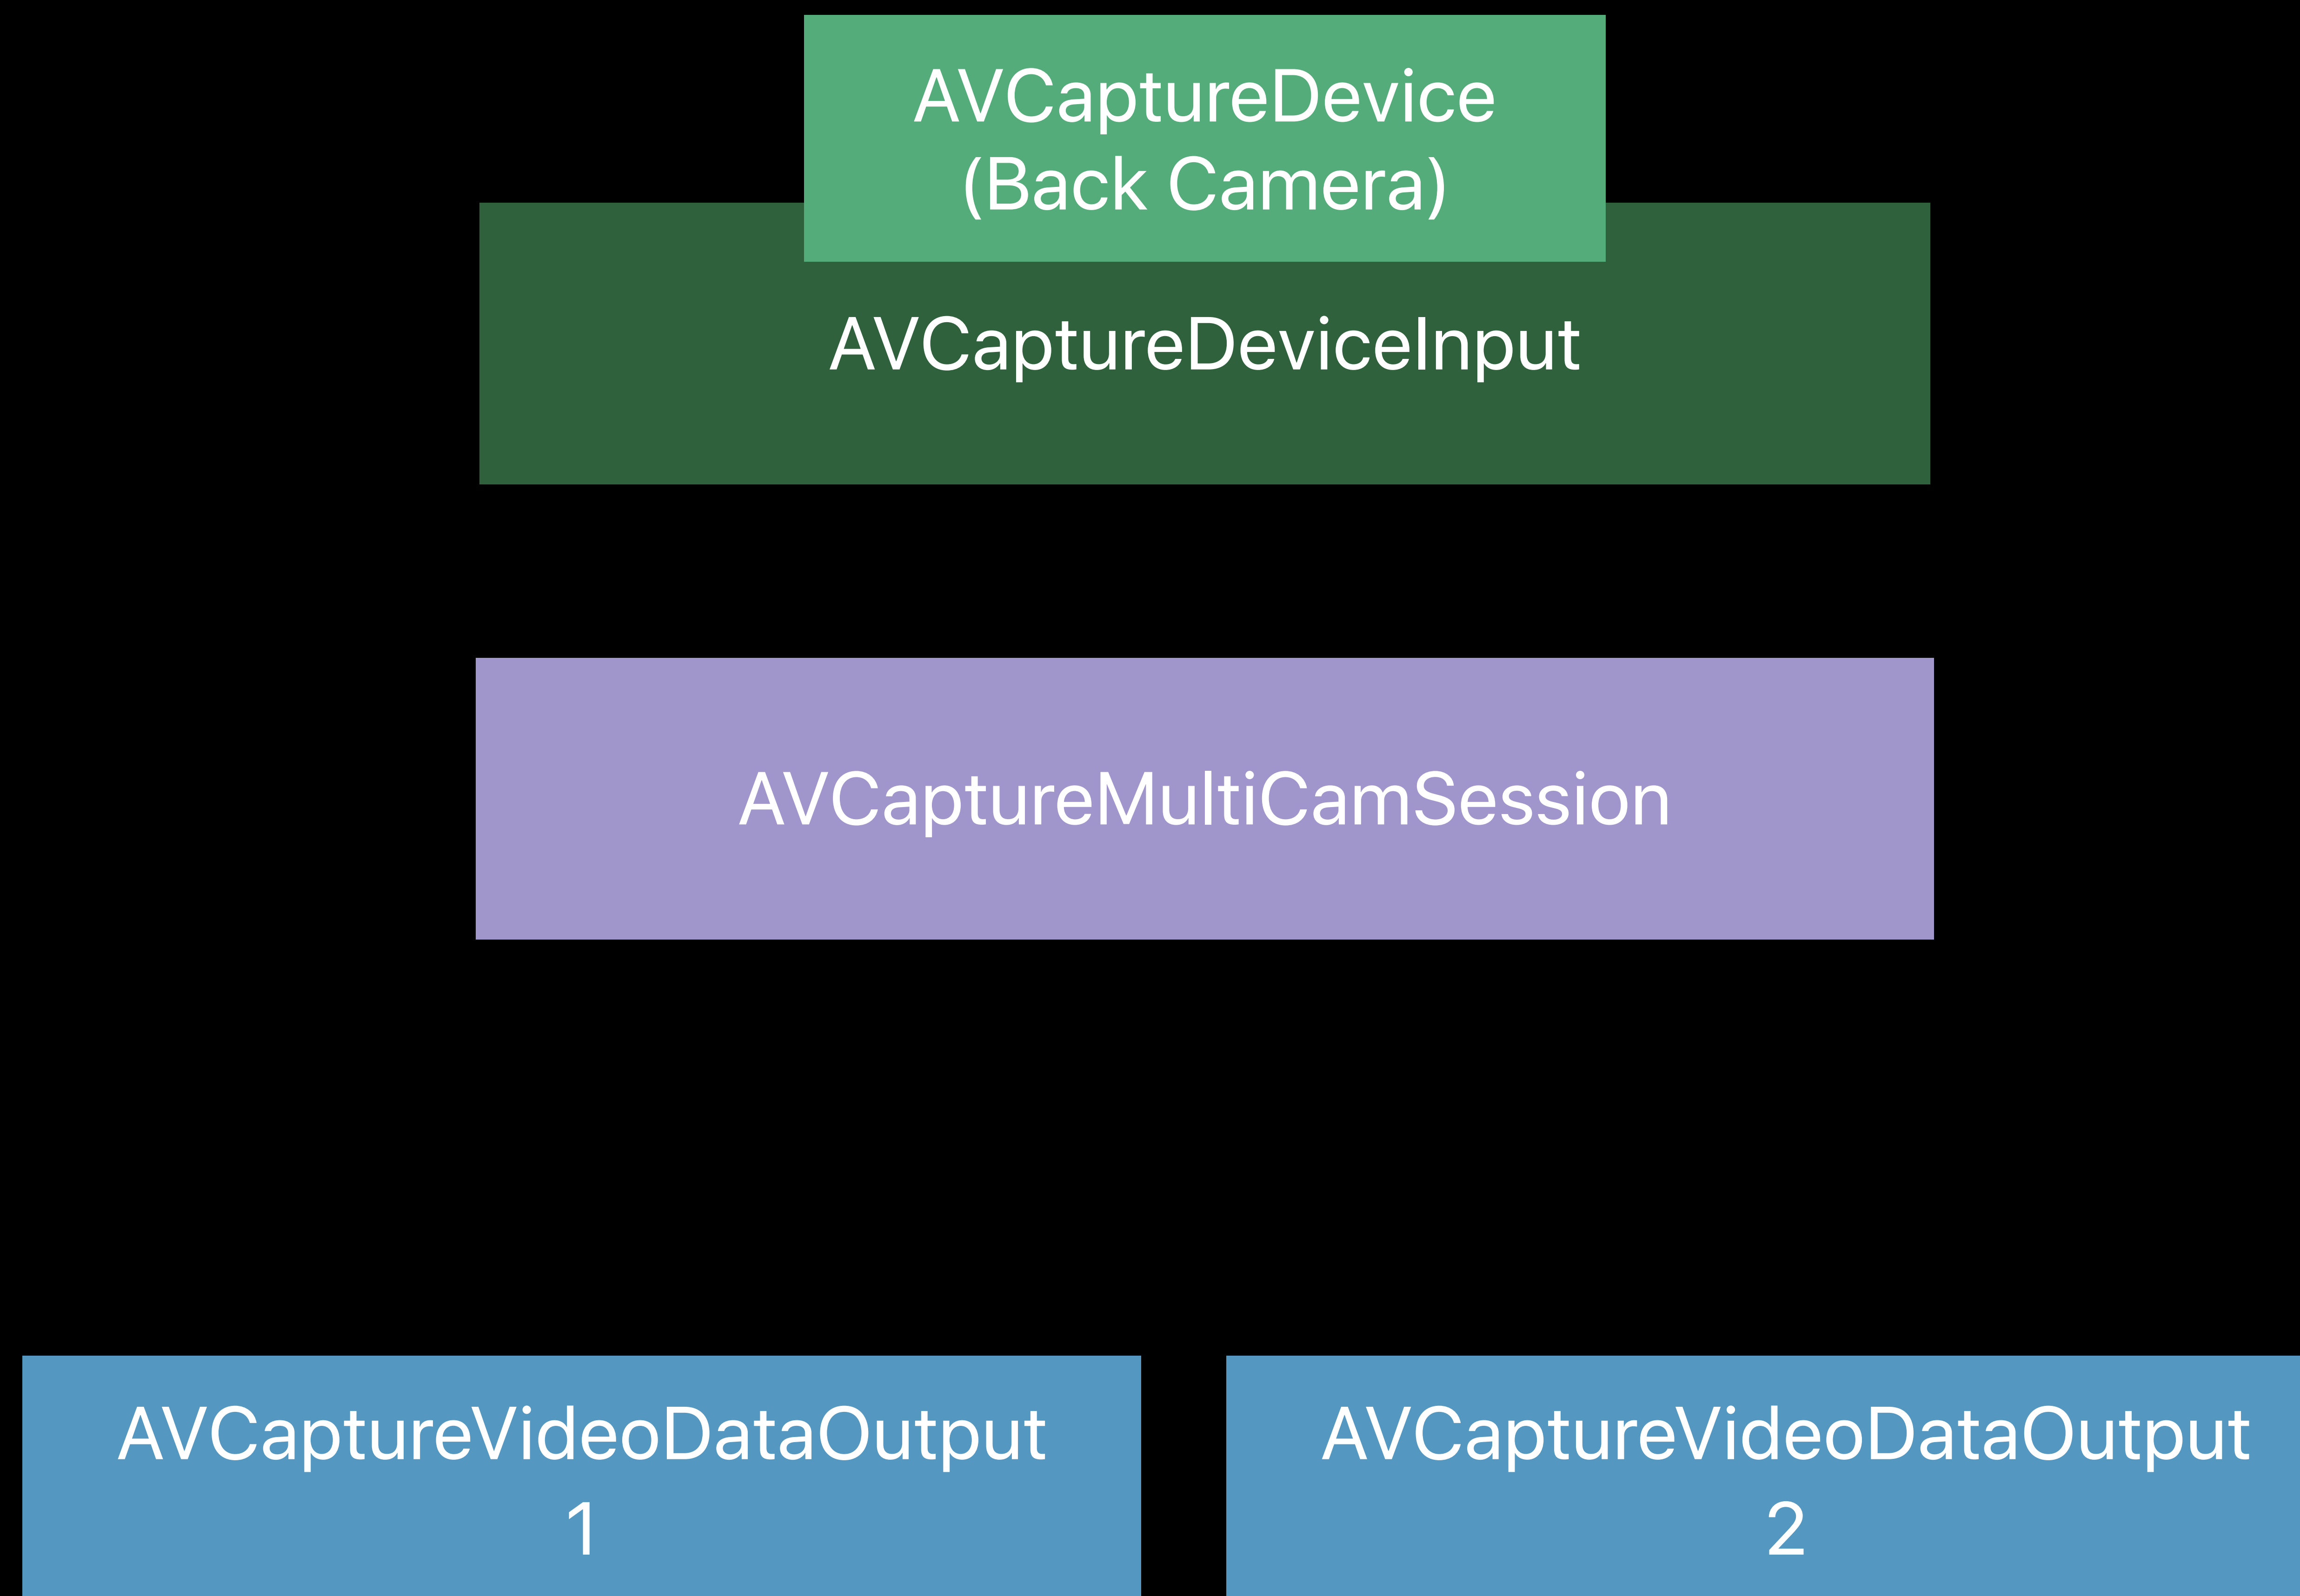 AVCaptureDevice
(Back Camera)
AVCaptureDeviceInput
AVCaptureMultiCamSession
AVCaptureVideoDataOutput
1
AVCaptureVideoDataOutput
2